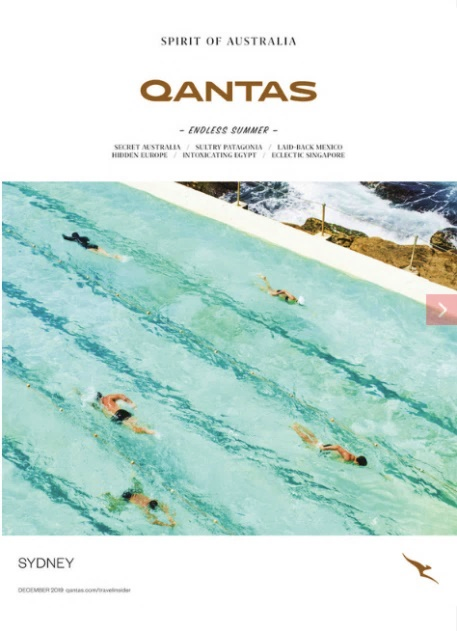 SPIRIT OF AUSTRALIA
QANTAS
– ENDLESS SUMMER –
SECRET AUSTRALIA / SULTRY PATAGONIA / LAID-BACK MEXICO
HIDDEN EUROPE / INTOXICATING EGYPT / ECLECTIC SINGAPORE
SYDNEY
DECEMBER 2019 qantas.com/travelinsider